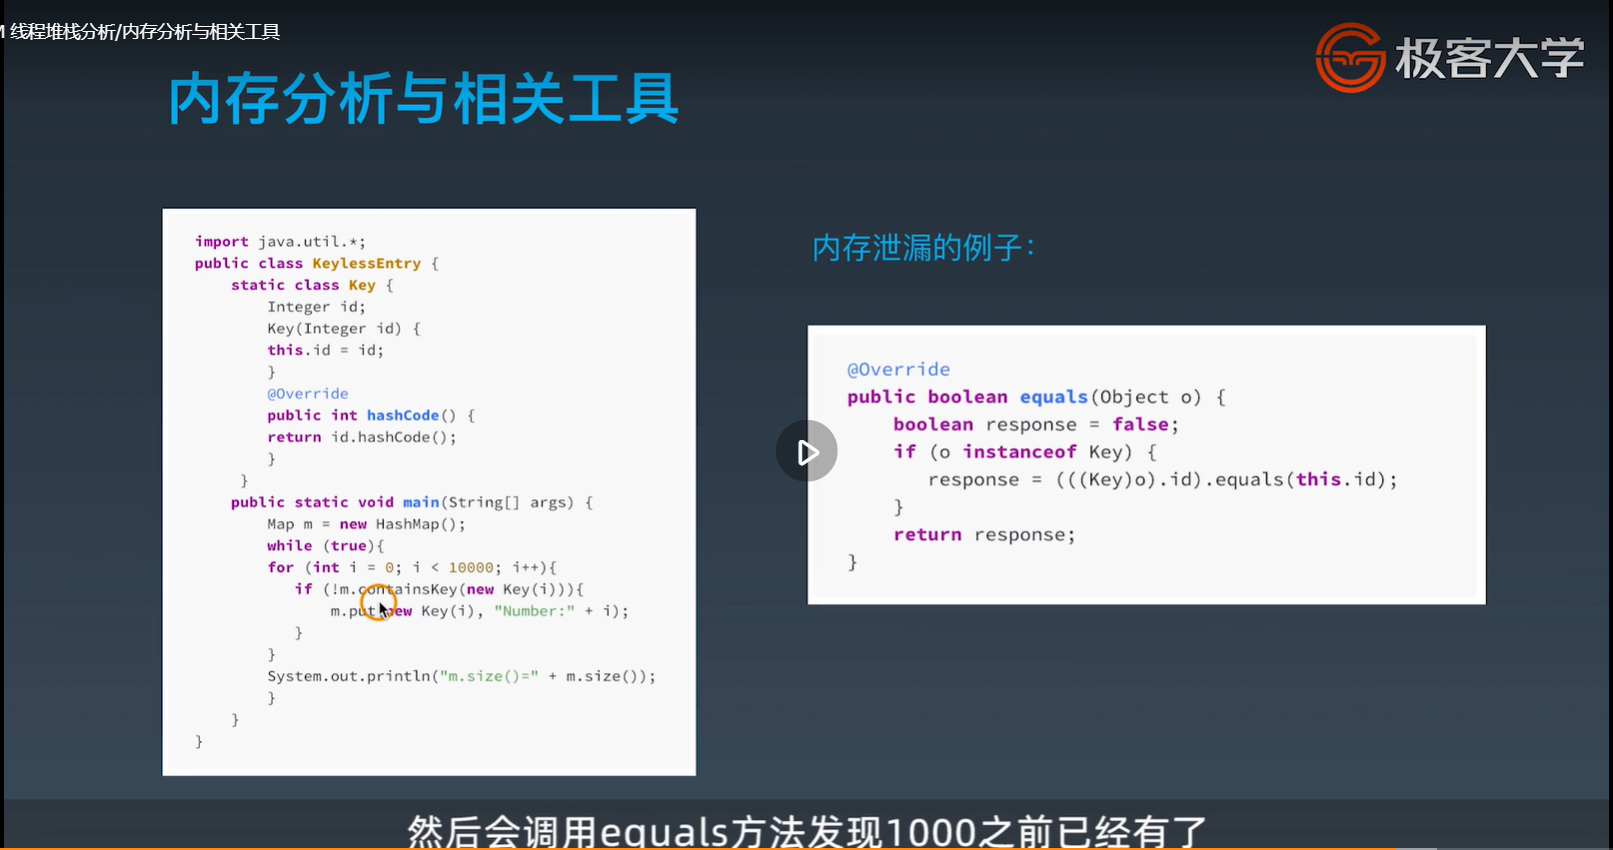 线程堆栈分析/内存分析与相关工具
极客大学
内存分析与相关工具
import java.util.*;
public class KeylessEntry {
static class Key {
Integer id;
Key(Integer id) {
this.id = id;
}
@Override
public int hashCode() {
return id.hashCode();
}
}
public static void main(String[] args) {
Map m = new HashMap();
while (true){
for (int i = 0; i < 10000; i++){
if (!m.containsKey(new Key(i))){
m.put(new Key(i), "Number:" + i);
}
}
System.out.println("m.size()=" + m.size());
}
}
}
内存泄漏的例子：
@Override
public boolean equals(Object o) {
boolean response = false;
if (o instanceof Key) {
response = (((Key)o).id).equals(this.id);
}
return response;
}
然后会调用equals方法发现1000之前已经有了